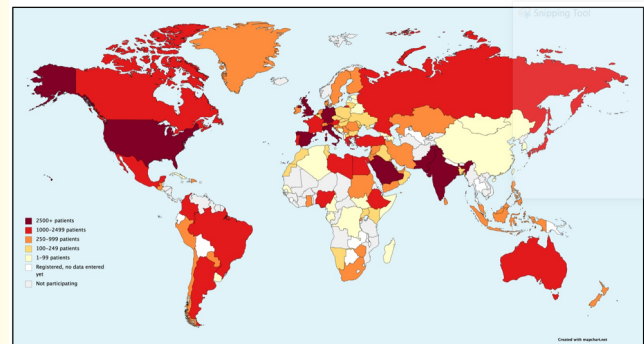 Snipping Tool
2500+ patients
1000-2499 patients
250-999 patients
100-249 patients
1-99 patients
Registered, no data entered
yet
Not participating
Created with mapchart.net